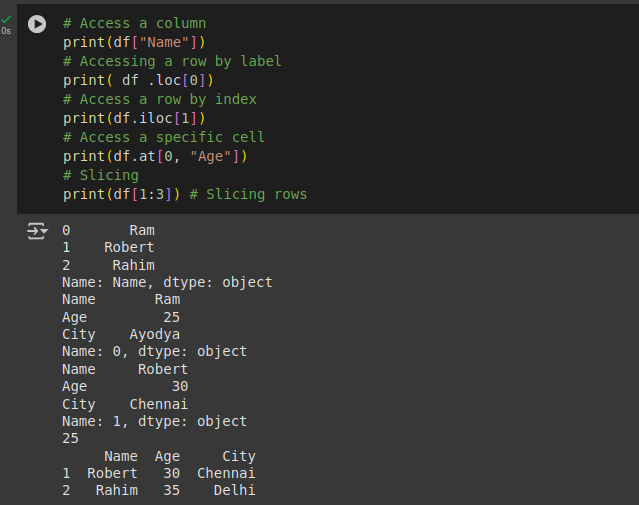 # Access a column
print(df["Name"])
# Accessing a row by label
print( df .loc[0])
# Access a row by index
print(df.iloc[1])
# Access a specific cell
print(df.at[0, "Age"])
# Slicing
print(df[1:3]) # Slicing rows
0s
0       Ram
1    Robert
2     Rahim
Name: Name, dtype: object
Name       Ram
Age         25
City    Ayodya
Name: 0, dtype: object
Name     Robert
Age          30
City    Chennai
Name: 1, dtype: object
25
     Name  Age     City
1  Robert   30  Chennai
2   Rahim   35    Delhi